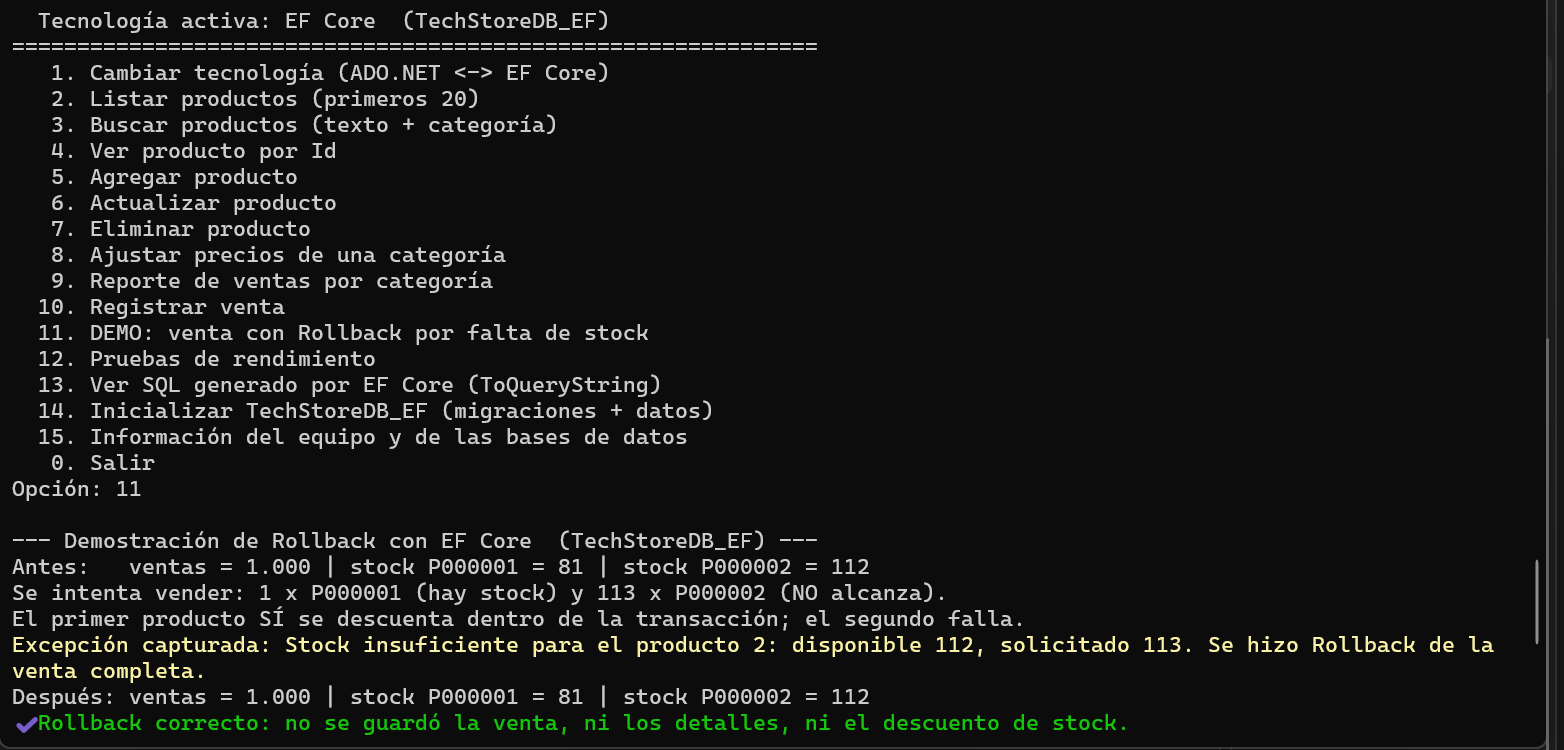 Tecnología activa: EF Core  (TechStoreDB_EF)
==============================================================
1. Cambiar tecnología (ADO.NET <-> EF Core)
2. Listar productos (primeros 20)
3. Buscar productos (texto + categoría)
4. Ver producto por Id
5. Agregar producto
6. Actualizar producto
7. Eliminar producto
8. Ajustar precios de una categoría
9. Reporte de ventas por categoría
10. Registrar venta
11. DEMO: venta con Rollback por falta de stock
12. Pruebas de rendimiento
13. Ver SQL generado por EF Core (ToQueryString)
14. Inicializar TechStoreDB_EF (migraciones + datos)
15. Información del equipo y de las bases de datos
0. Salir
Opción: 11
--- Demostración de Rollback con EF Core  (TechStoreDB_EF) ---
Antes:   ventas = 1.000 | stock P000001 = 81 | stock P000002 = 112
Se intenta vender: 1 x P000001 (hay stock) y 113 x P000002 (NO alcanza).
El primer producto SÍ se descuenta dentro de la transacción; el segundo falla.
Excepción capturada: Stock insuficiente para el producto 2: disponible 112, solicitado 113. Se hizo Rollback de la
venta completa.
Después: ventas = 1.000 | stock P000001 = 81 | stock P000002 = 112
✔Rollback correcto: no se guardó la venta, ni los detalles, ni el descuento de stock.